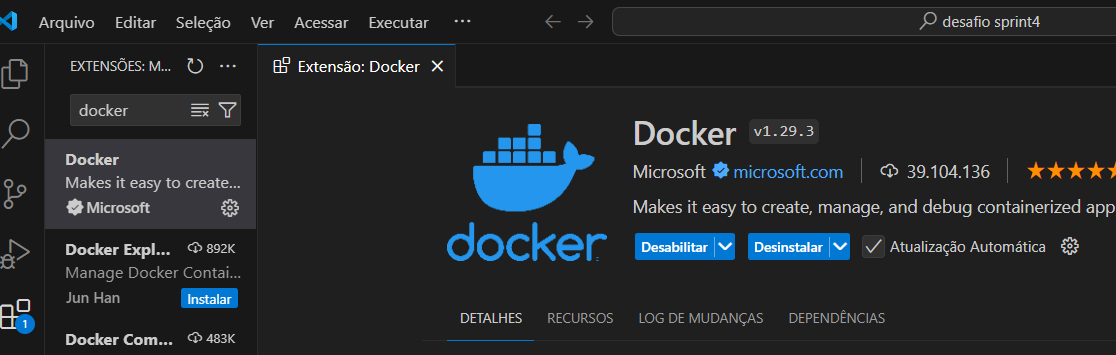 Arquivo Editar Seleção Ver Acessar Executar ···
desafio sprint4
EXTENSÕES: M... ···
Extensão: Docker
docker
Docker
Makes it easy to create...
Microsoft
Docker Expl... 892K
Manage Docker Contai...
Jun Han Instalar
Docker Com... 483K
1
docker
Docker v1.29.3
Microsoft microsoft.com 39.104.136
Makes it easy to create, manage, and debug containerized app
Desabilitar Desinstalar Atualização Automática
DETALHES RECURSOS LOG DE MUDANÇAS DEPENDÊNCIAS